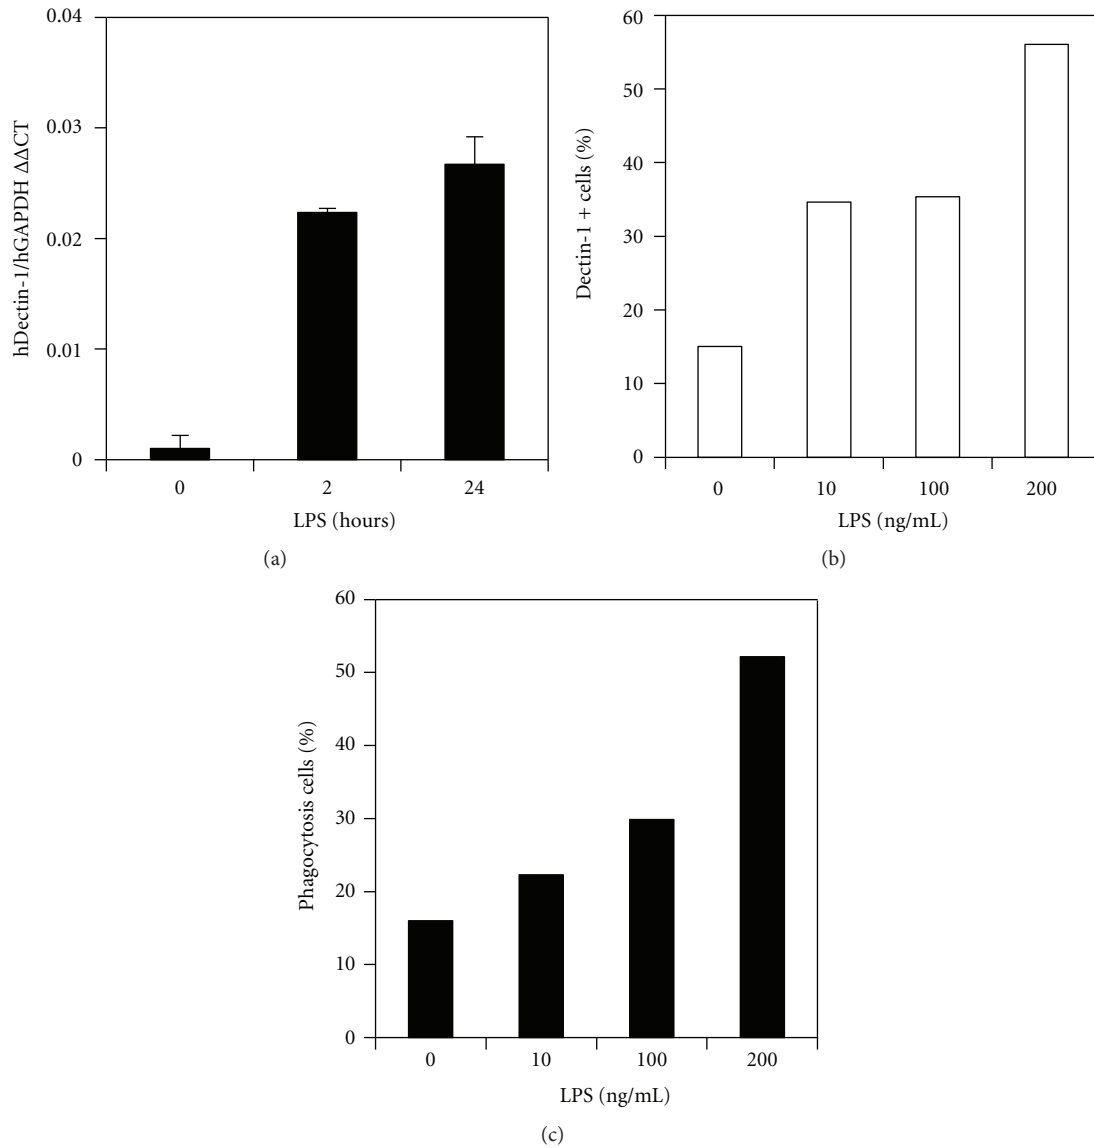 0.04
0.03
0.02
0.01
0
hDectin-1/hGAPDH ΔΔCT
0 2 24
LPS (hours)
(a)
60
50
40
30
20
10
0
Dectin-1 + cells (%)
0 10 100 200
LPS (ng/mL)
(b)
60
50
40
30
20
10
0
Phagocytosis cells (%)
0 10 100 200
LPS (ng/mL)
(c)